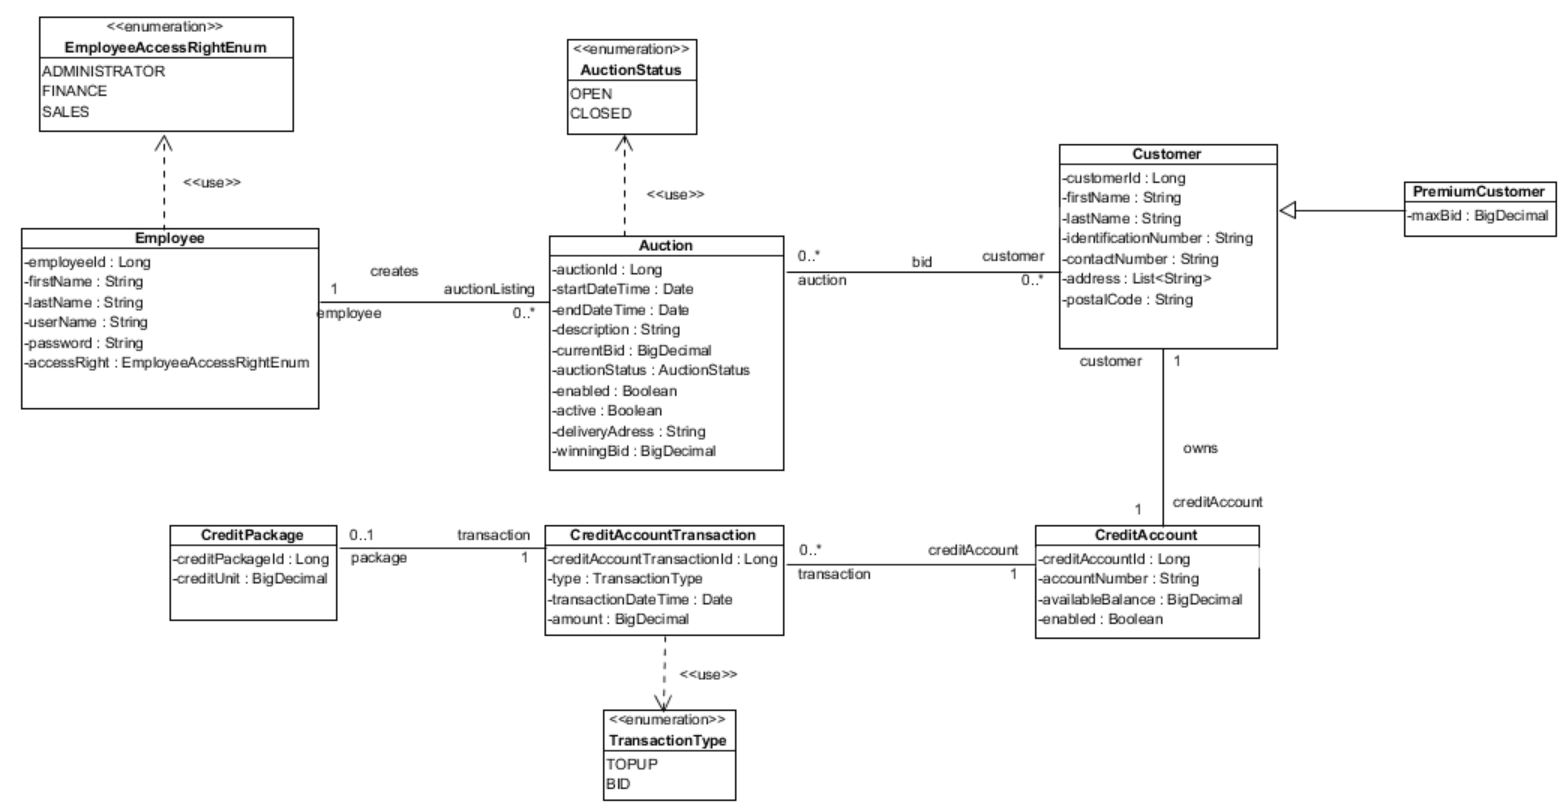 <<enumeration>>
EmployeeAccessRightEnum
ADMINISTRATOR
FINANCE
SALES
<<use>>
Employee
-employeeId : Long
-firstName : String
-lastName : String
-userName : String
-password : String
-accessRight : EmployeeAccessRightEnum
creates
1
auctionListing
employee
0..*
<<enumeration>>
AuctionStatus
OPEN
CLOSED
<<use>>
Auction
-auctionId : Long
-startDateTime : Date
-endDateTime : Date
-description : String
-currentBid : BigDecimal
-auctionStatus : AuctionStatus
-enabled : Boolean
-active : Boolean
-deliveryAdress : String
-winningBid : BigDecimal
0..*
bid
customer
auction
0..*
Customer
-customerId : Long
-firstName : String
-lastName : String
-identificationNumber : String
-contactNumber : String
-address : List<String>
-postalCode : String
PremiumCustomer
-maxBid : BigDecimal
customer
1
owns
1
creditAccount
CreditPackage
-creditPackageId : Long
-creditUnit : BigDecimal
0..1
transaction
package
1
CreditAccountTransaction
-creditAccountTransactionId : Long
-type : TransactionType
-transactionDateTime : Date
-amount : BigDecimal
0..*
creditAccount
transaction
1
CreditAccount
-creditAccountId : Long
-accountNumber : String
-availableBalance : BigDecimal
-enabled : Boolean
<<use>>
<<enumeration>>
TransactionType
TOPUP
BID